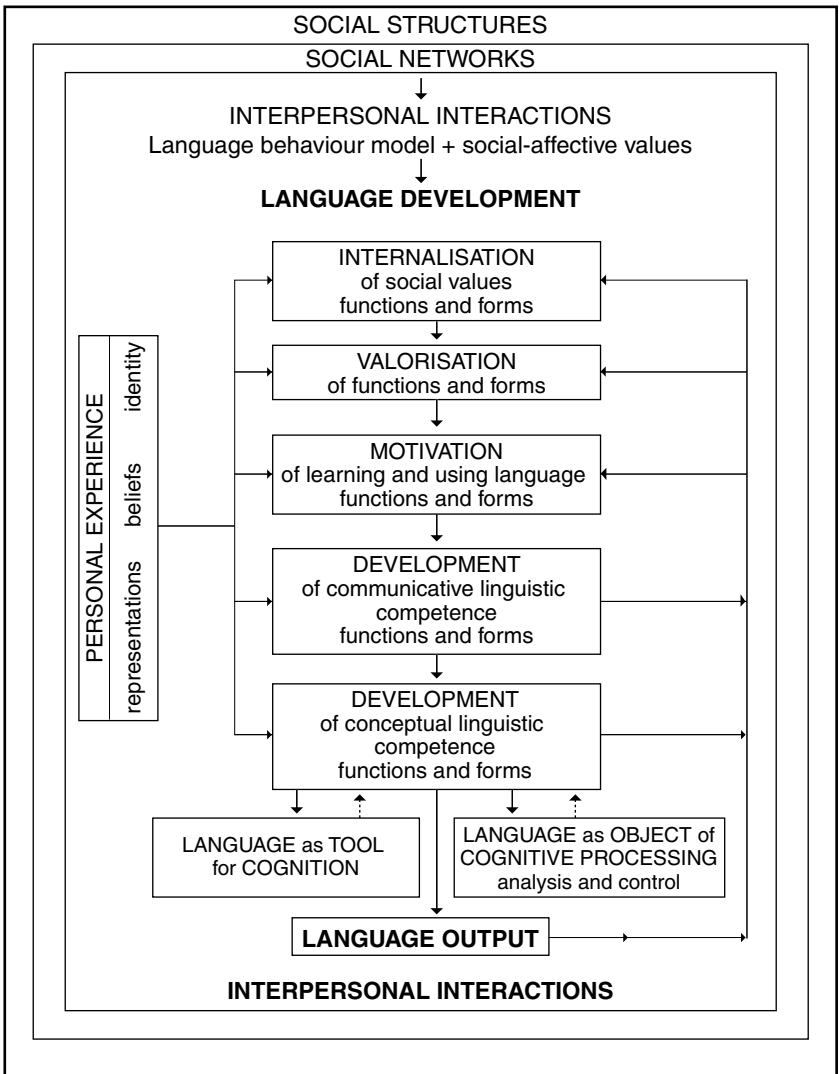 SOCIAL STRUCTURES
SOCIAL NETWORKS
INTERPERSONAL INTERACTIONS
Language behaviour model + social-affective values
LANGUAGE DEVELOPMENT
PERSONAL EXPERIENCE
representations beliefs identity
INTERNALISATION
of social values
functions and forms
VALORISATION
of functions and forms
MOTIVATION
of learning and using language
functions and forms
DEVELOPMENT
of communicative linguistic
competence
functions and forms
DEVELOPMENT
of conceptual linguistic
competence
functions and forms
LANGUAGE as TOOL
for COGNITION
LANGUAGE as OBJECT of
COGNITIVE PROCESSING
analysis and control
LANGUAGE OUTPUT
INTERPERSONAL INTERACTIONS